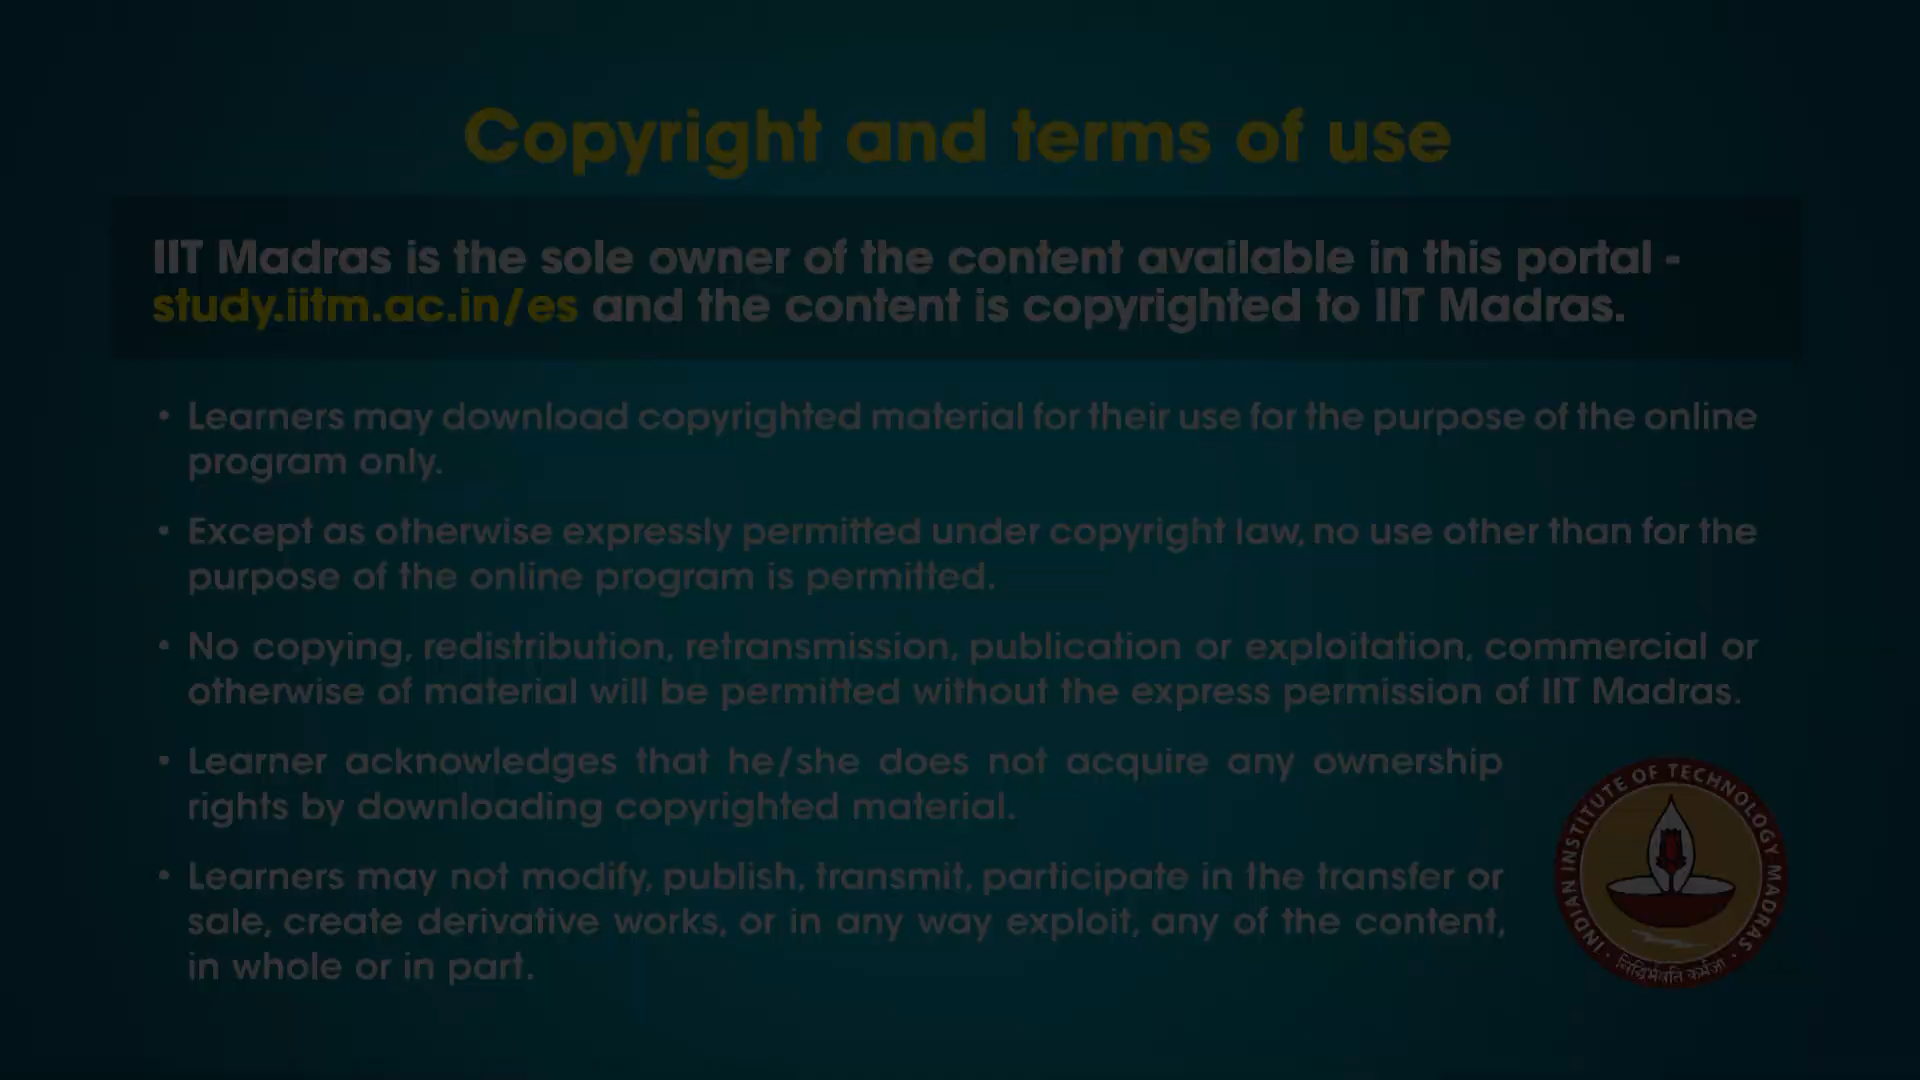 Copyright and terms of use
IIT Madras is the sole owner of the content available in this portal -
study.iitm.ac.in/es and the content is copyrighted to IIT Madras.
• Learners may download copyrighted material for their use for the purpose of the online
program only.
• Except as otherwise expressly permitted under copyright law, no use other than for the
purpose of the online program is permitted.
• No copying, redistribution, retransmission, publication or exploitation, commercial or
otherwise of material will be permitted without the express permission of IIT Madras.
• Learner acknowledges that he/she does not acquire any ownership
rights by downloading copyrighted material.
• Learners may not modify, publish, transmit, participate in the transfer or
sale, create derivative works, or in any way exploit, any of the content,
in whole or in part.
INDIAN INSTITUTE OF TECHNOLOGY MADRAS
सिद्धिर्भवति कर्मजा